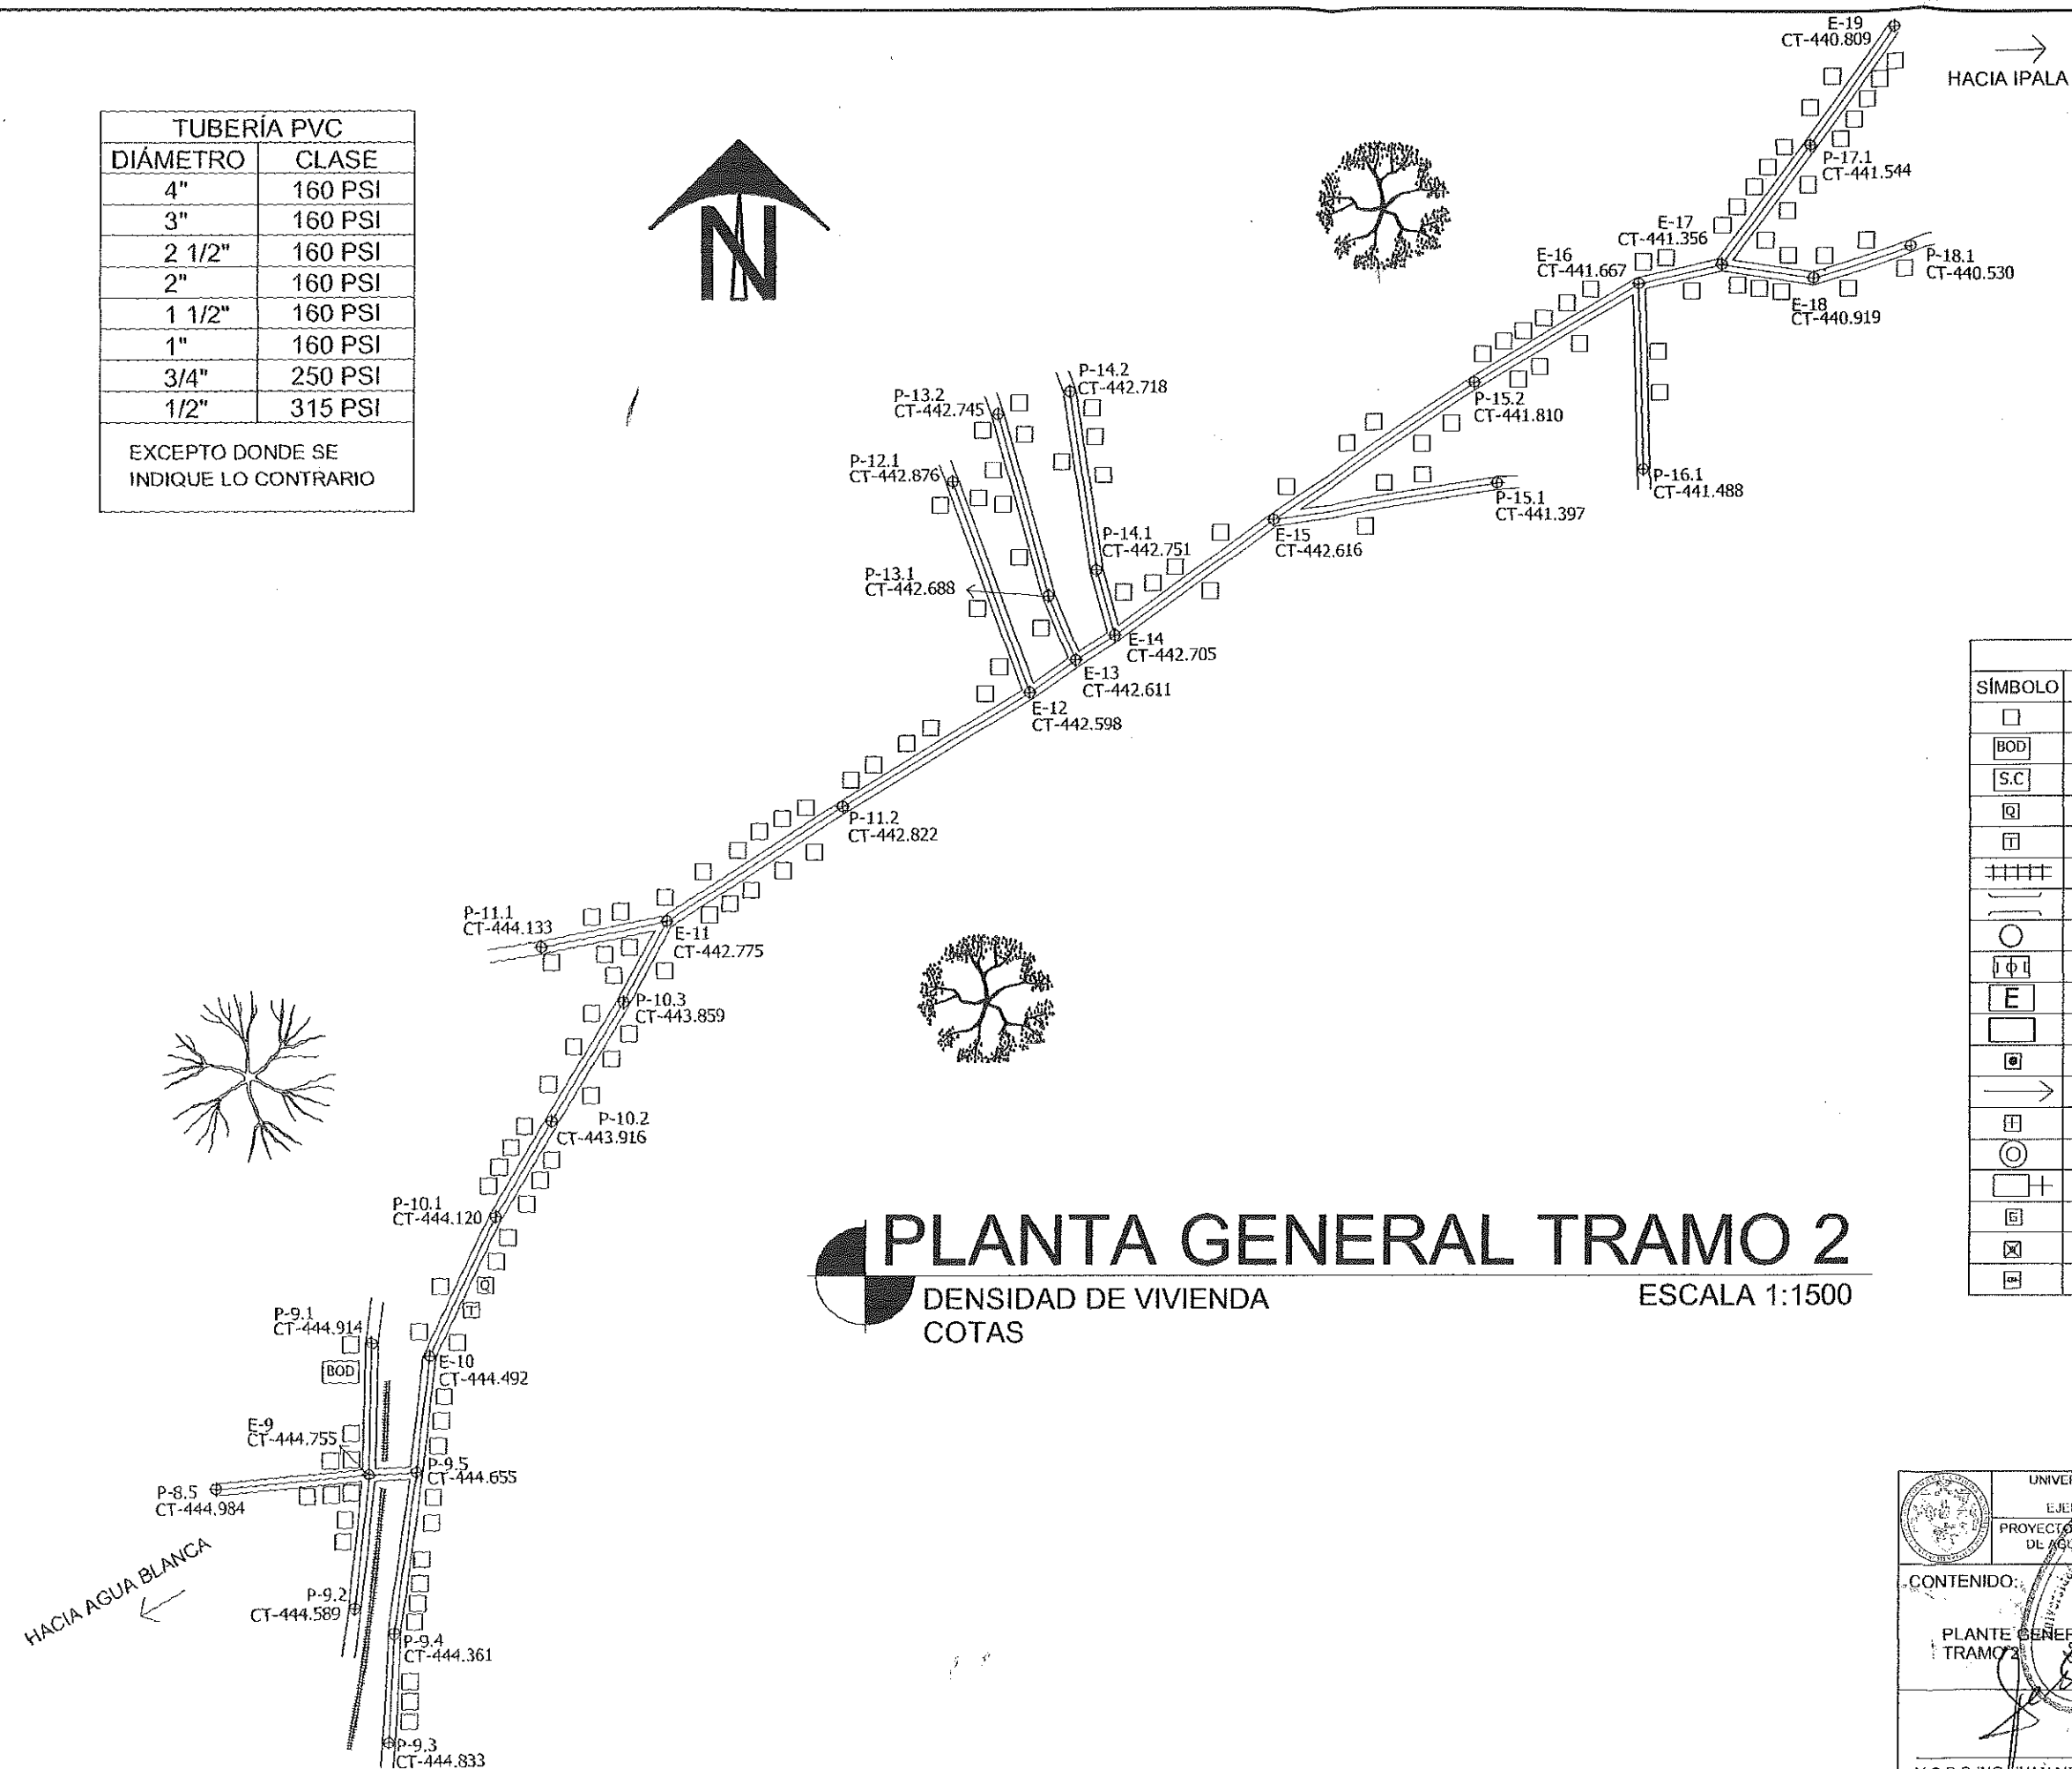 E-19
CT-440.809
HACIA IPALA
TUBERÍA PVC
DIÁMETRO CLASE
4" 160 PSI
3" 160 PSI
2 1/2" 160 PSI
2" 160 PSI
1 1/2" 160 PSI
1" 160 PSI
3/4" 250 PSI
1/2" 315 PSI
EXCEPTO DONDE SE
INDIQUE LO CONTRARIO
N
P-17.1
CT-441.544
E-17
CT-441.356
E-16
CT-441.667
P-18.1
CT-440.530
E-18
CT-440.919
P-14.2
CT-442.718
P-13.2
CT-442.745
P-15.2
CT-441.810
P-12.1
CT-442.876
P-16.1
CT-441.488
P-15.1
CT-441.397
E-15
CT-442.616
P-14.1
CT-442.751
P-13.1
CT-442.688
E-14
CT-442.705
E-13
CT-442.611
E-12
CT-442.598
SÍMBOLO
BOD
S.C
Q
T
E
G
P-11.2
CT-442.822
P-11.1
CT-444.133
E-11
CT-442.775
P-10.3
CT-443.859
P-10.2
CT-443.916
P-10.1
CT-444.120
Q
T
PLANTA GENERAL TRAMO 2
DENSIDAD DE VIVIENDA
COTAS
ESCALA 1:1500
P-9.1
CT-444.914
BOD
E-10
CT-444.492
E-9
CT-444.755
P-9.5
CT-444.655
P-8.5
CT-444.984
HACIA AGUA BLANCA
P-9.2
CT-444.589
P-9.4
CT-444.361
P-9.3
CT-444.833
UNIVER
EJE
PROYECTO
DE AGU
CONTENIDO:
PLANTE GENER
TRAMO 2